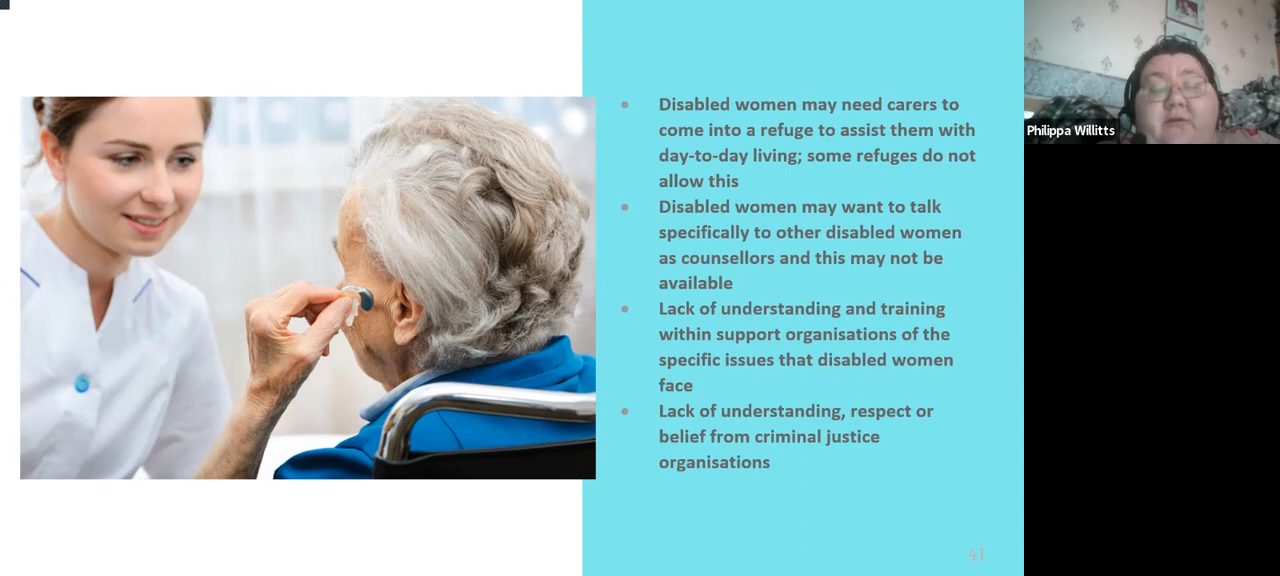 Disabled women may need carers to
come into a refuge to assist them with
day-to-day living; some refuges do not
allow this
Disabled women may want to talk
specifically to other disabled women
as counsellors and this may not be
available
Lack of understanding and training
within support organisations of the
specific issues that disabled women
face
Lack of understanding, respect or
belief from criminal justice
organisations
41
Philippa Willitts